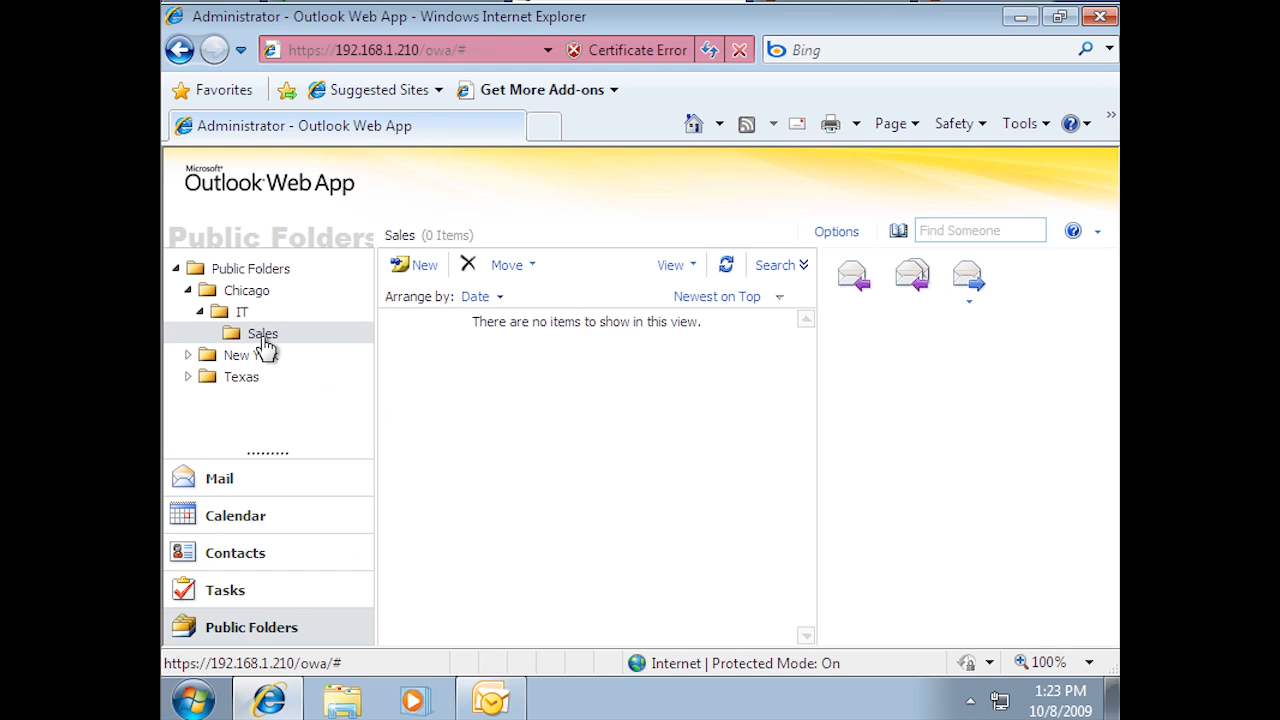 Administrator - Outlook Web App - Windows Internet Explorer
https://192.168.1.210/owa/#
Certificate Error
Bing
Favorites
Suggested Sites
Get More Add-ons
Administrator - Outlook Web App
Page
Safety
Tools
»
Microsoft®
Outlook Web App
Public Folders
Sales (0 Items)
Options
Find Someone
Public Folders
Chicago
IT
Sales
Texas
New
Move
View
Search
Arrange by: Date
Newest on Top
There are no items to show in this view.
Mail
Calendar
Contacts
Tasks
Public Folders
https://192.168.1.210/owa/#
Internet | Protected Mode: On
100%
1:23 PM
10/8/2009